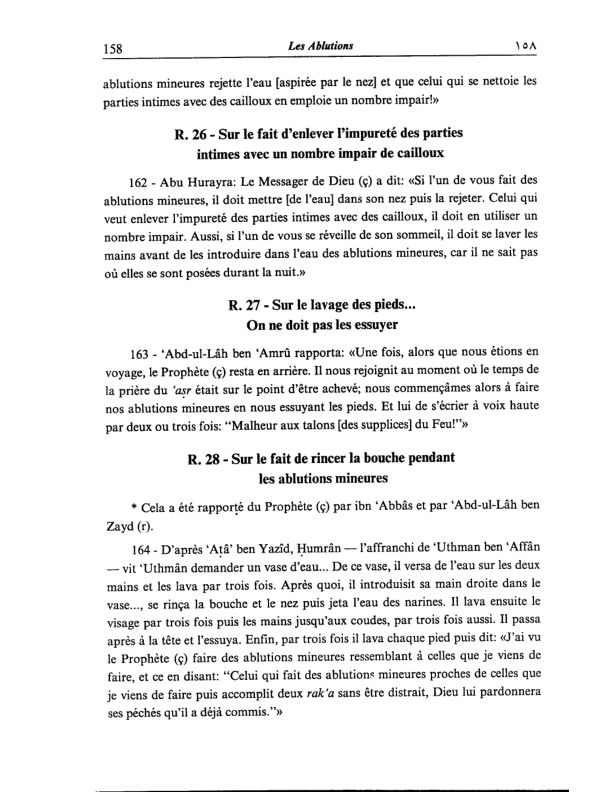 158 Les Ablutions ١٥٨
ablutions mineures rejette l'eau [aspirée par le nez] et que celui qui se nettoie les
parties intimes avec des cailloux en emploie un nombre impair!»
R. 26 - Sur le fait d'enlever l'impureté des parties
intimes avec un nombre impair de cailloux
162 - Abu Hurayra: Le Messager de Dieu (ç) a dit: «Si l'un de vous fait des
ablutions mineures, il doit mettre [de l'eau] dans son nez puis la rejeter. Celui qui
veut enlever l'impureté des parties intimes avec des cailloux, il doit en utiliser un
nombre impair. Aussi, si l'un de vous se réveille de son sommeil, il doit se laver les
mains avant de les introduire dans l'eau des ablutions mineures, car il ne sait pas
où elles se sont posées durant la nuit.»
R. 27 - Sur le lavage des pieds...
On ne doit pas les essuyer
163 - ‘Abd-ul-Lâh ben ‘Amrû rapporta: «Une fois, alors que nous étions en
voyage, le Prophète (ç) resta en arrière. Il nous rejoignit au moment où le temps de
la prière du ‘aṣr était sur le point d'être achevé; nous commençâmes alors à faire
nos ablutions mineures en nous essuyant les pieds. Et lui de s'écrier à voix haute
par deux ou trois fois: “Malheur aux talons [des supplices] du Feu!”»
R. 28 - Sur le fait de rincer la bouche pendant
les ablutions mineures
* Cela a été rapporté du Prophète (ç) par ibn ‘Abbâs et par ‘Abd-ul-Lâh ben
Zayd (r).
164 - D'après ‘Aṭâ’ ben Yazîd, Ḥumrân — l'affranchi de ‘Uthman ben ‘Affân
— vit ‘Uthmân demander un vase d'eau... De ce vase, il versa de l'eau sur les deux
mains et les lava par trois fois. Après quoi, il introduisit sa main droite dans le
vase..., se rinça la bouche et le nez puis jeta l'eau des narines. Il lava ensuite le
visage par trois fois puis les mains jusqu'aux coudes, par trois fois aussi. Il passa
après à la tête et l'essuya. Enfin, par trois fois il lava chaque pied puis dit: «J'ai vu
le Prophète (ç) faire des ablutions mineures ressemblant à celles que je viens de
faire, et ce en disant: “Celui qui fait des ablutions mineures proches de celles que
je viens de faire puis accomplit deux rak‘a sans être distrait, Dieu lui pardonnera
ses péchés qu'il a déjà commis.”»